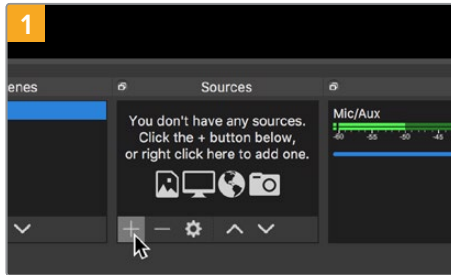 1
enes
Sources
Mic/Aux
You don't have any sources.
Click the + button below,
or right click here to add one.
-60 -55 -50 -45